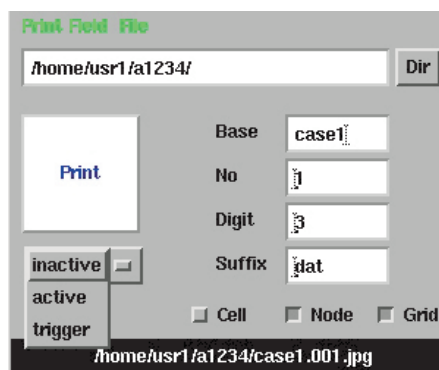 Print Field File
/home/usr1/a1234/ Dir
Print
Base case1
No 1
Digit 3
Suffix dat
inactive
active
trigger
Cell Node Grid
/home/usr1/a1234/case1.001.jpg